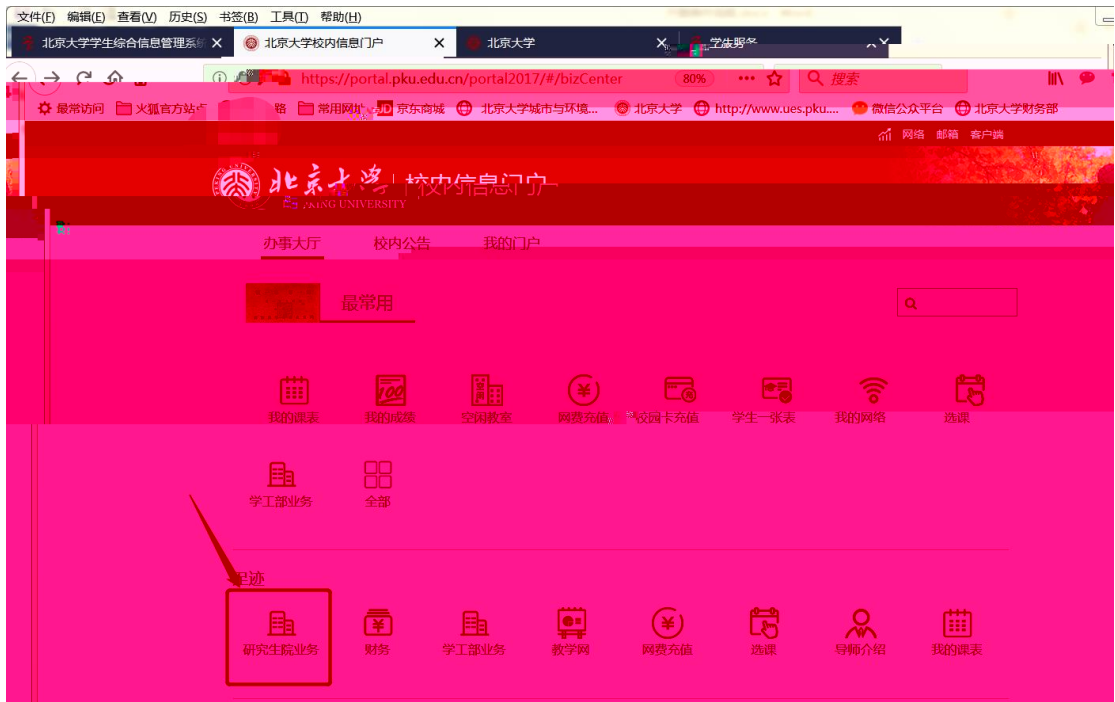 文件(F) 编辑(E) 查看(V) 历史(S) 书签(B) 工具(T) 帮助(H)
北京大学学生综合信息管理系统 × 北京大学校内信息门户 × 北京大学 × 学生服务 ×
https://portal.pku.edu.cn/portal2017/#/bizCenter 80% ··· 搜索
最常访问 火狐官方站点 常用网址 JD 京东商城 北京大学城市与环境... 北京大学 http://www.ues.pku.... 微信公众平台 北京大学财务部
网络 邮箱 客户端
北京大学 校内信息门户
PEKING UNIVERSITY
办事大厅 校内公告 我的门户
最常用
我的课表 我的成绩 空闲教室 网费充值 校园卡充值 学生一张表 我的网络 选课
学工部业务 全部
足迹
研究生院业务 财务 学工部业务 教学网 网费充值 选课 导师介绍 我的课表